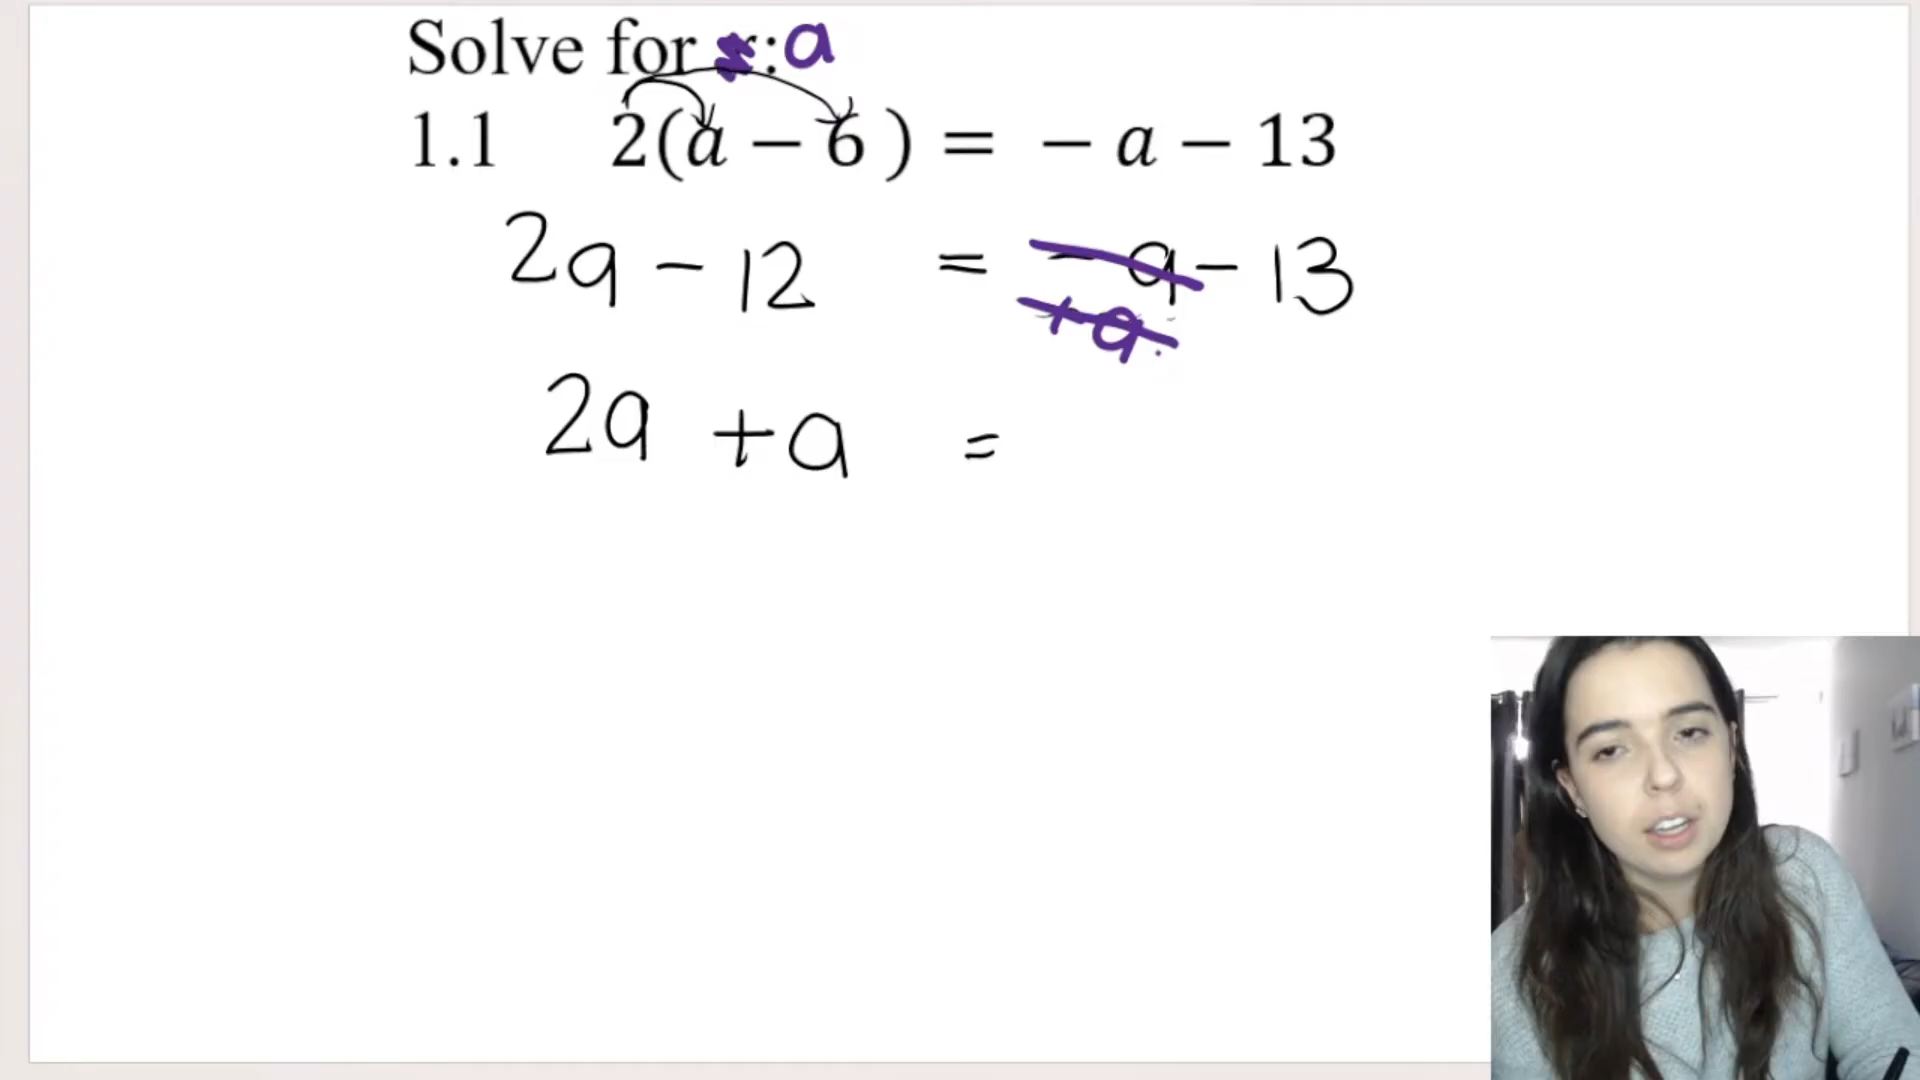 Solve for x: a
1.1 2(a − 6 ) = − a − 13
2a − 12 = − a − 13
+a
2a + a =